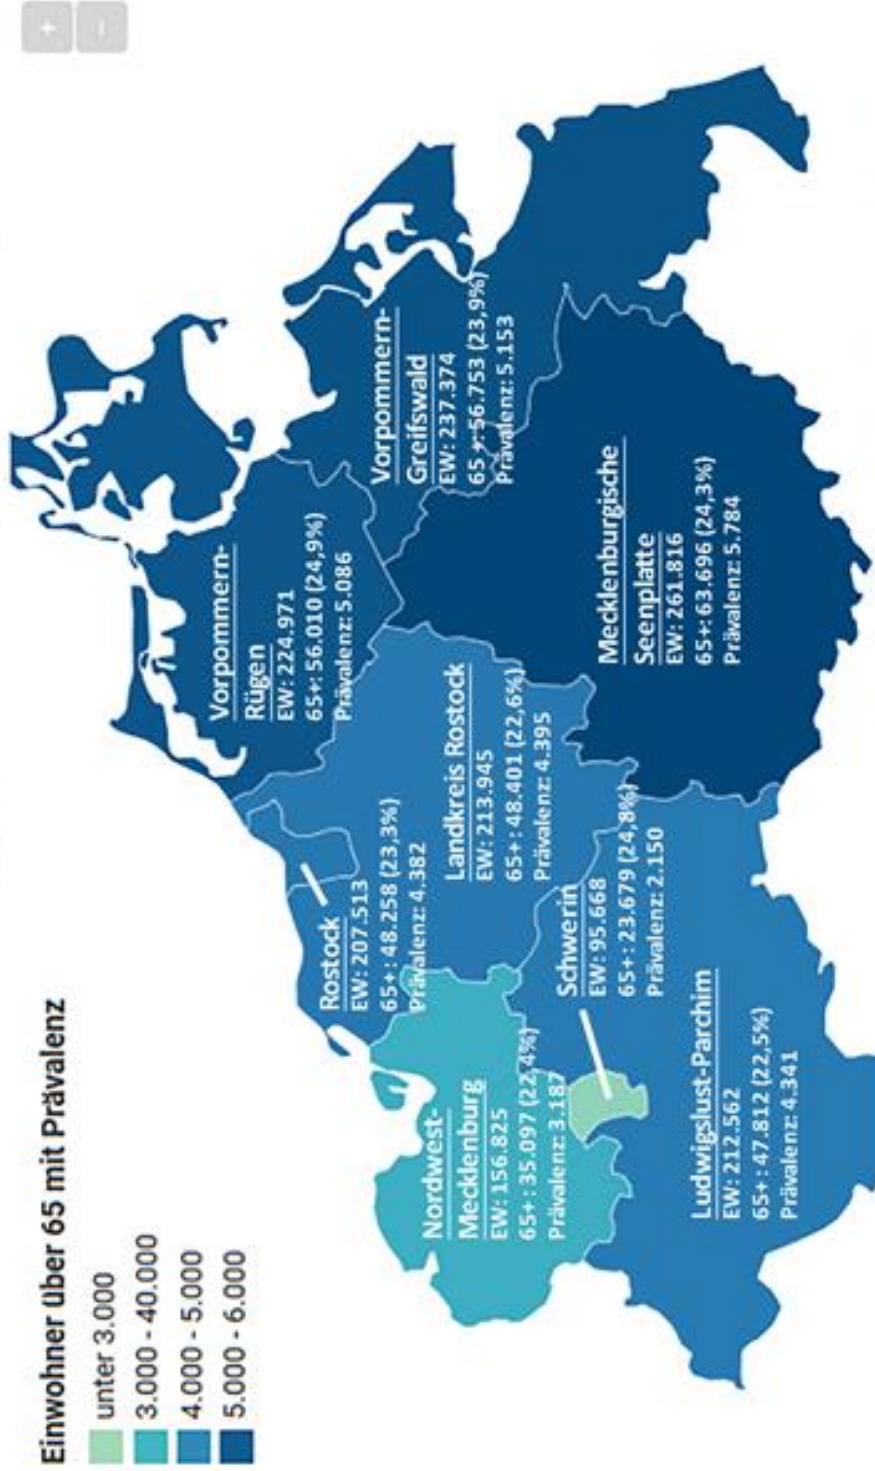 Einwohner über 65 mit Prävalenz
unter 3.000
3.000 - 40.000
4.000 - 5.000
5.000 - 6.000
+
−
Vorpommern-
Rügen
EW: 224.971
65+: 56.010 (24,9%)
Prävalenz: 5.086
Vorpommern-
Greifswald
EW: 237.374
65+: 56.753 (23,9%)
Prävalenz: 5.153
Rostock
EW: 207.513
65+: 48.258 (23,3%)
Prävalenz: 4.382
Landkreis Rostock
EW: 213.945
65+: 48.401 (22,6%)
Prävalenz: 4.395
Nordwest-
Mecklenburg
EW: 156.825
65+: 35.097 (22,4%)
Prävalenz: 3.187
Schwerin
EW: 95.668
65+: 23.679 (24,8%)
Prävalenz: 2.150
Mecklenburgische
Seenplatte
EW: 261.816
65+: 63.696 (24,3%)
Prävalenz: 5.784
Ludwigslust-Parchim
EW: 212.562
65+: 47.812 (22,5%)
Prävalenz: 4.341